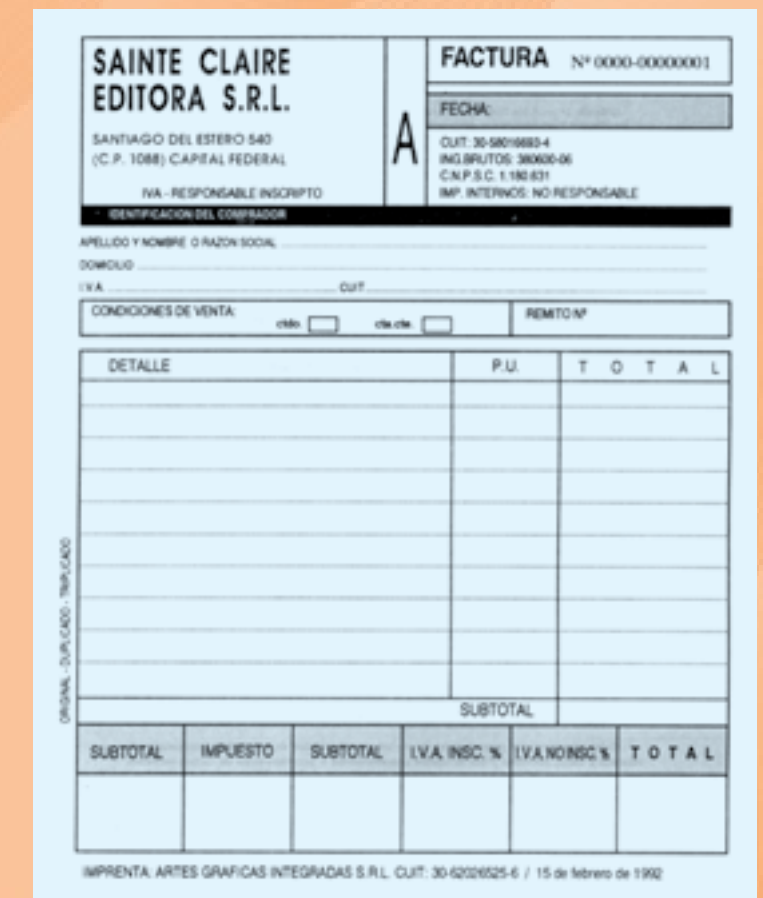 SAINTE CLAIRE
EDITORA S.R.L.
SANTIAGO DEL ESTERO 540
(C.P. 1088) CAPITAL FEDERAL
IVA - RESPONSABLE INSCRIPTO
A
FACTURA Nº 0000-00000001
FECHA:
CUIT: 30-58016693-4
ING.BRUTOS: 380600-06
C.N.P.S.C. 1.180.631
IMP. INTERNOS: NO RESPONSABLE
IDENTIFICACION DEL COMPRADOR
APELLIDO Y NOMBRE O RAZON SOCIAL
DOMICILIO
I.V.A. CUIT
CONDICIONES DE VENTA: ctdo. cta.cte. REMITO Nº
DETALLE P.U. TOTAL
ORIGINAL - DUPLICADO - TRIPLICADO
SUBTOTAL
SUBTOTAL IMPUESTO SUBTOTAL I.V.A. INSC. % I.V.A. NO INSC. % TOTAL
IMPRENTA: ARTES GRAFICAS INTEGRADAS S.R.L. CUIT: 30-62026525-6 / 15 de febrero de 1992